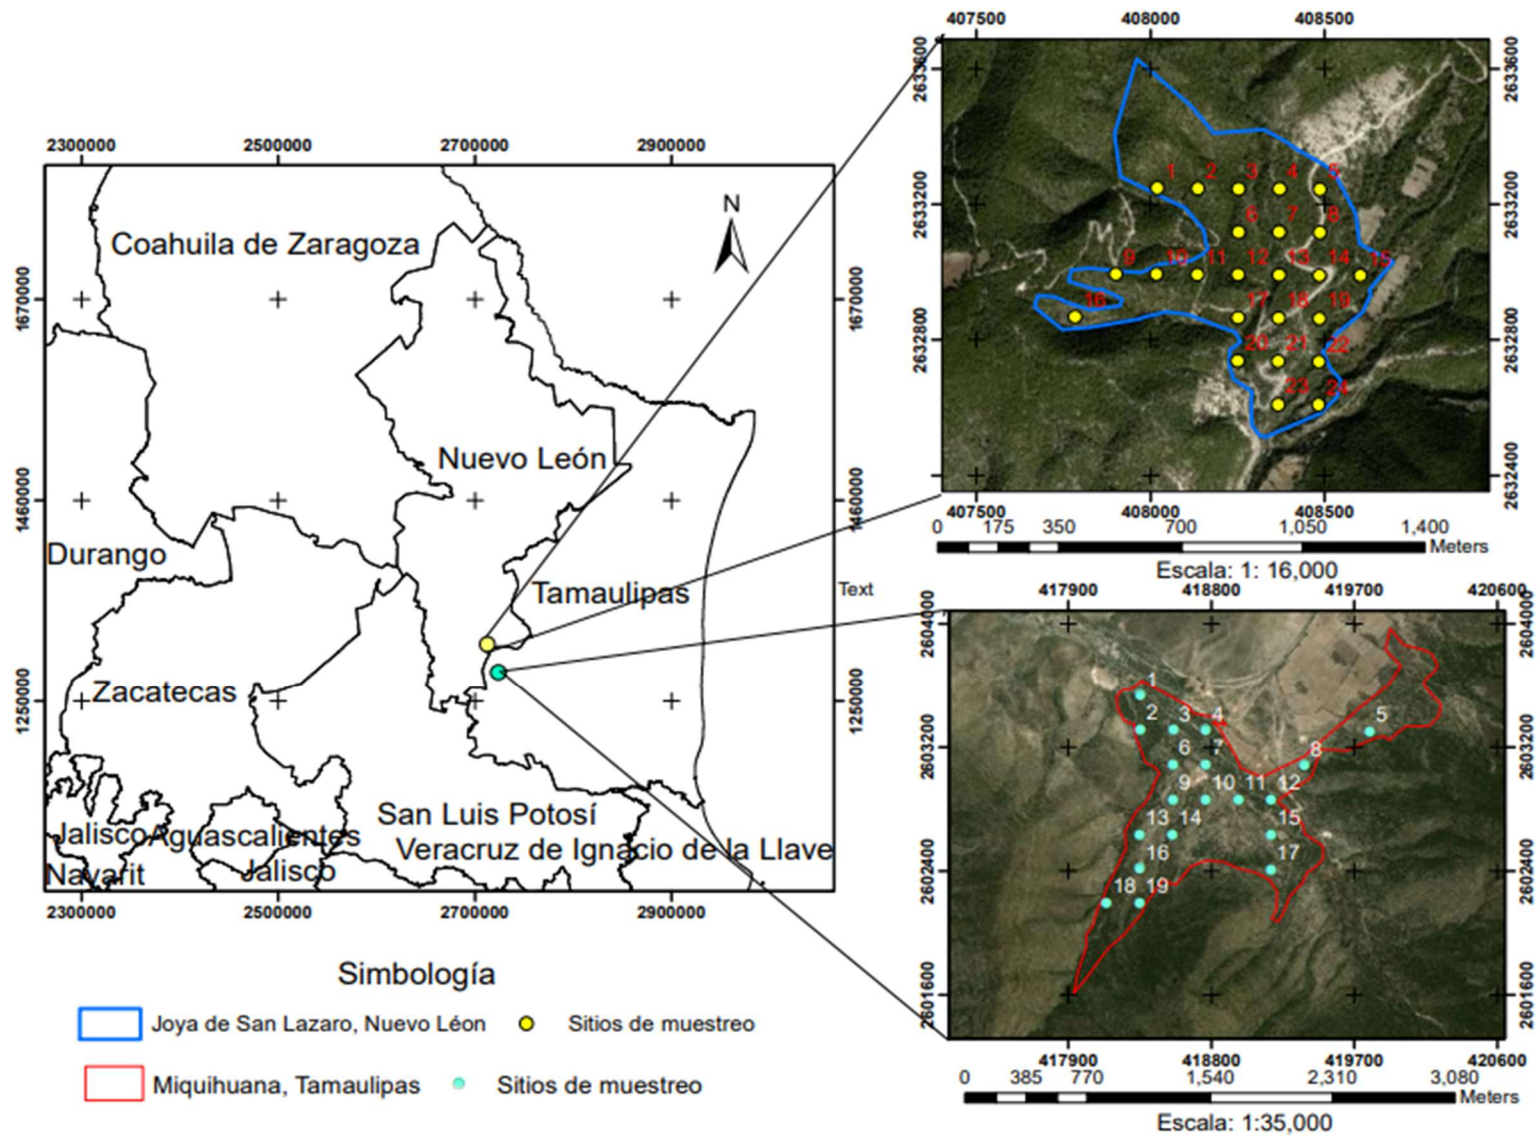 2300000 2500000 2700000 2900000
1670000
1460000
1250000
1670000
1460000
1250000
N
Coahuila de Zaragoza
Nuevo León
Durango
Tamaulipas
Zacatecas
San Luis Potosí
Jalisco Aguascalientes
Veracruz de Ignacio de la Llave
Navarit
Jalisco
2300000 2500000 2700000 2900000
Text
407500 408000 408500
2633600
2633200
2632800
2632400
2633600
2633200
2632800
2632400
1 2 3 4 5
6 7 8
9 10 11 12 13 14 15
16 17 18 19
20 21 22
23 24
407500 408000 408500
0 175 350 700 1,050 1,400
Meters
Escala: 1: 16,000
417900 418800 419700 420600
2604000
2603200
2602400
2601600
2604000
2603200
2602400
2601600
1
2 3 4 5
6 7 8
9 10 11 12
13 14 15
16 17
18 19
417900 418800 419700 420600
0 385 770 1,540 2,310 3,080
Meters
Escala: 1:35,000
Simbología
Joya de San Lazaro, Nuevo Léon Sitios de muestreo
Miquihuana, Tamaulipas Sitios de muestreo